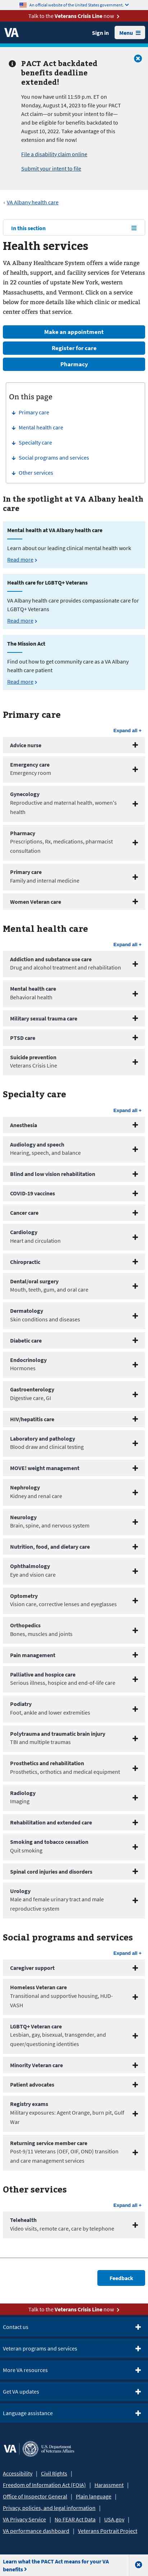 An official website of the United States government.
Talk to the Veterans Crisis Line now
VA
Sign in
Menu
PACT Act backdated
benefits deadline
extended!
You now have until 11:59 p.m. ET on
Monday, August 14, 2023 to file your PACT
Act claim (or submit your intent to
file—and be eligible for benefits
backdated to August 10, 2022. Take
advantage of this extension and file your
claim or submit your intent to file now!
File a disability claim online
Submit your intent to file
VA Albany health care
In this section
Health services
VA Albany Healthcare System offers a wide range
of health, support, and facility services for Veterans
in 22 counties of upstate New York, western
Massachusetts, and Vermont. Click on a service
to read more details like which clinical or medical
center offers that service.
Make an appointment
Register for care
Pharmacy
On this page
Primary care
Mental health care
Specialty care
Social programs and services
Other services
In the spotlight at VA Albany health
care
Mental health at VA Albany health care
Learn about our leading clinical mental health work
Read more
Health care for LGBTQ+ Veterans
VA Albany health care provides compassionate care for
LGBTQ+ Veterans
Read more
The Mission Act
Find out how to get community care as a VA Albany
health care patient
Read more
Primary care
Expand all +
Advice nurse
Emergency care
Emergency room
Gynecology
Reproductive and maternal health, women's
health
Pharmacy
Prescriptions, Rx, medications, pharmacist
consultation
Primary care
Family and internal medicine
Women Veteran care
Mental health care
Expand all +
Addiction and substance use care
Drug and alcohol treatment and rehabilitation
Mental health care
Behavioral health
Military sexual trauma care
PTSD care
Suicide prevention
Veterans Crisis Line
Specialty care
Expand all +
Anesthesia
Audiology and speech
Hearing, speech, and balance
Blind and low vision rehabilitation
COVID-19 vaccines
Cancer care
Cardiology
Heart and circulation
Chiropractic
Dental/oral surgery
Mouth, teeth, gum, and oral care
Dermatology
Skin conditions and diseases
Diabetic care
Endocrinology
Hormones
Gastroenterology
Digestive care, GI
HIV/hepatitis care
Laboratory and pathology
Blood draw and clinical testing
MOVE! weight management
Nephrology
Kidney and renal care
Neurology
Brain, spine, and nervous system
Nutrition, food, and dietary care
Ophthalmology
Eye and vision care
Optometry
Vision care, corrective lenses and eyeglasses
Orthopedics
Bones, muscles and joints
Pain management
Palliative and hospice care
Serious illness, hospice and end-of-life care
Podiatry
Foot, ankle and lower extremities
Polytrauma and traumatic brain injury
TBI and multiple traumas
Prosthetics and rehabilitation
Prosthetics, orthotics and medical equipment
Radiology
Imaging
Rehabilitation and extended care
Smoking and tobacco cessation
Quit smoking
Spinal cord injuries and disorders
Urology
Male and female urinary tract and male
reproductive system
Social programs and services
Expand all +
Caregiver support
Homeless Veteran care
Transitional and supportive housing, HUD-
VASH
LGBTQ+ Veteran care
Lesbian, gay, bisexual, transgender, and
queer/questioning identities
Minority Veteran care
Patient advocates
Registry exams
Military exposures: Agent Orange, burn pit, Gulf
War
Returning service member care
Post-9/11 Veterans (OEF, OIF, OND) transition
and care management services
Other services
Expand all +
Telehealth
Video visits, remote care, care by telephone
Feedback
Talk to the Veterans Crisis Line now
Contact us
Veteran programs and services
More VA resources
Get VA updates
Language assistance
VA
U.S. Department
of Veterans Affairs
Accessibility
Civil Rights
Freedom of Information Act (FOIA)
Harassment
Office of Inspector General
Plain language
Privacy, policies, and legal information
VA Privacy Service
No FEAR Act Data
USA.gov
VA performance dashboard
Veterans Portrait Project
Learn what the PACT Act means for your VA
benefits